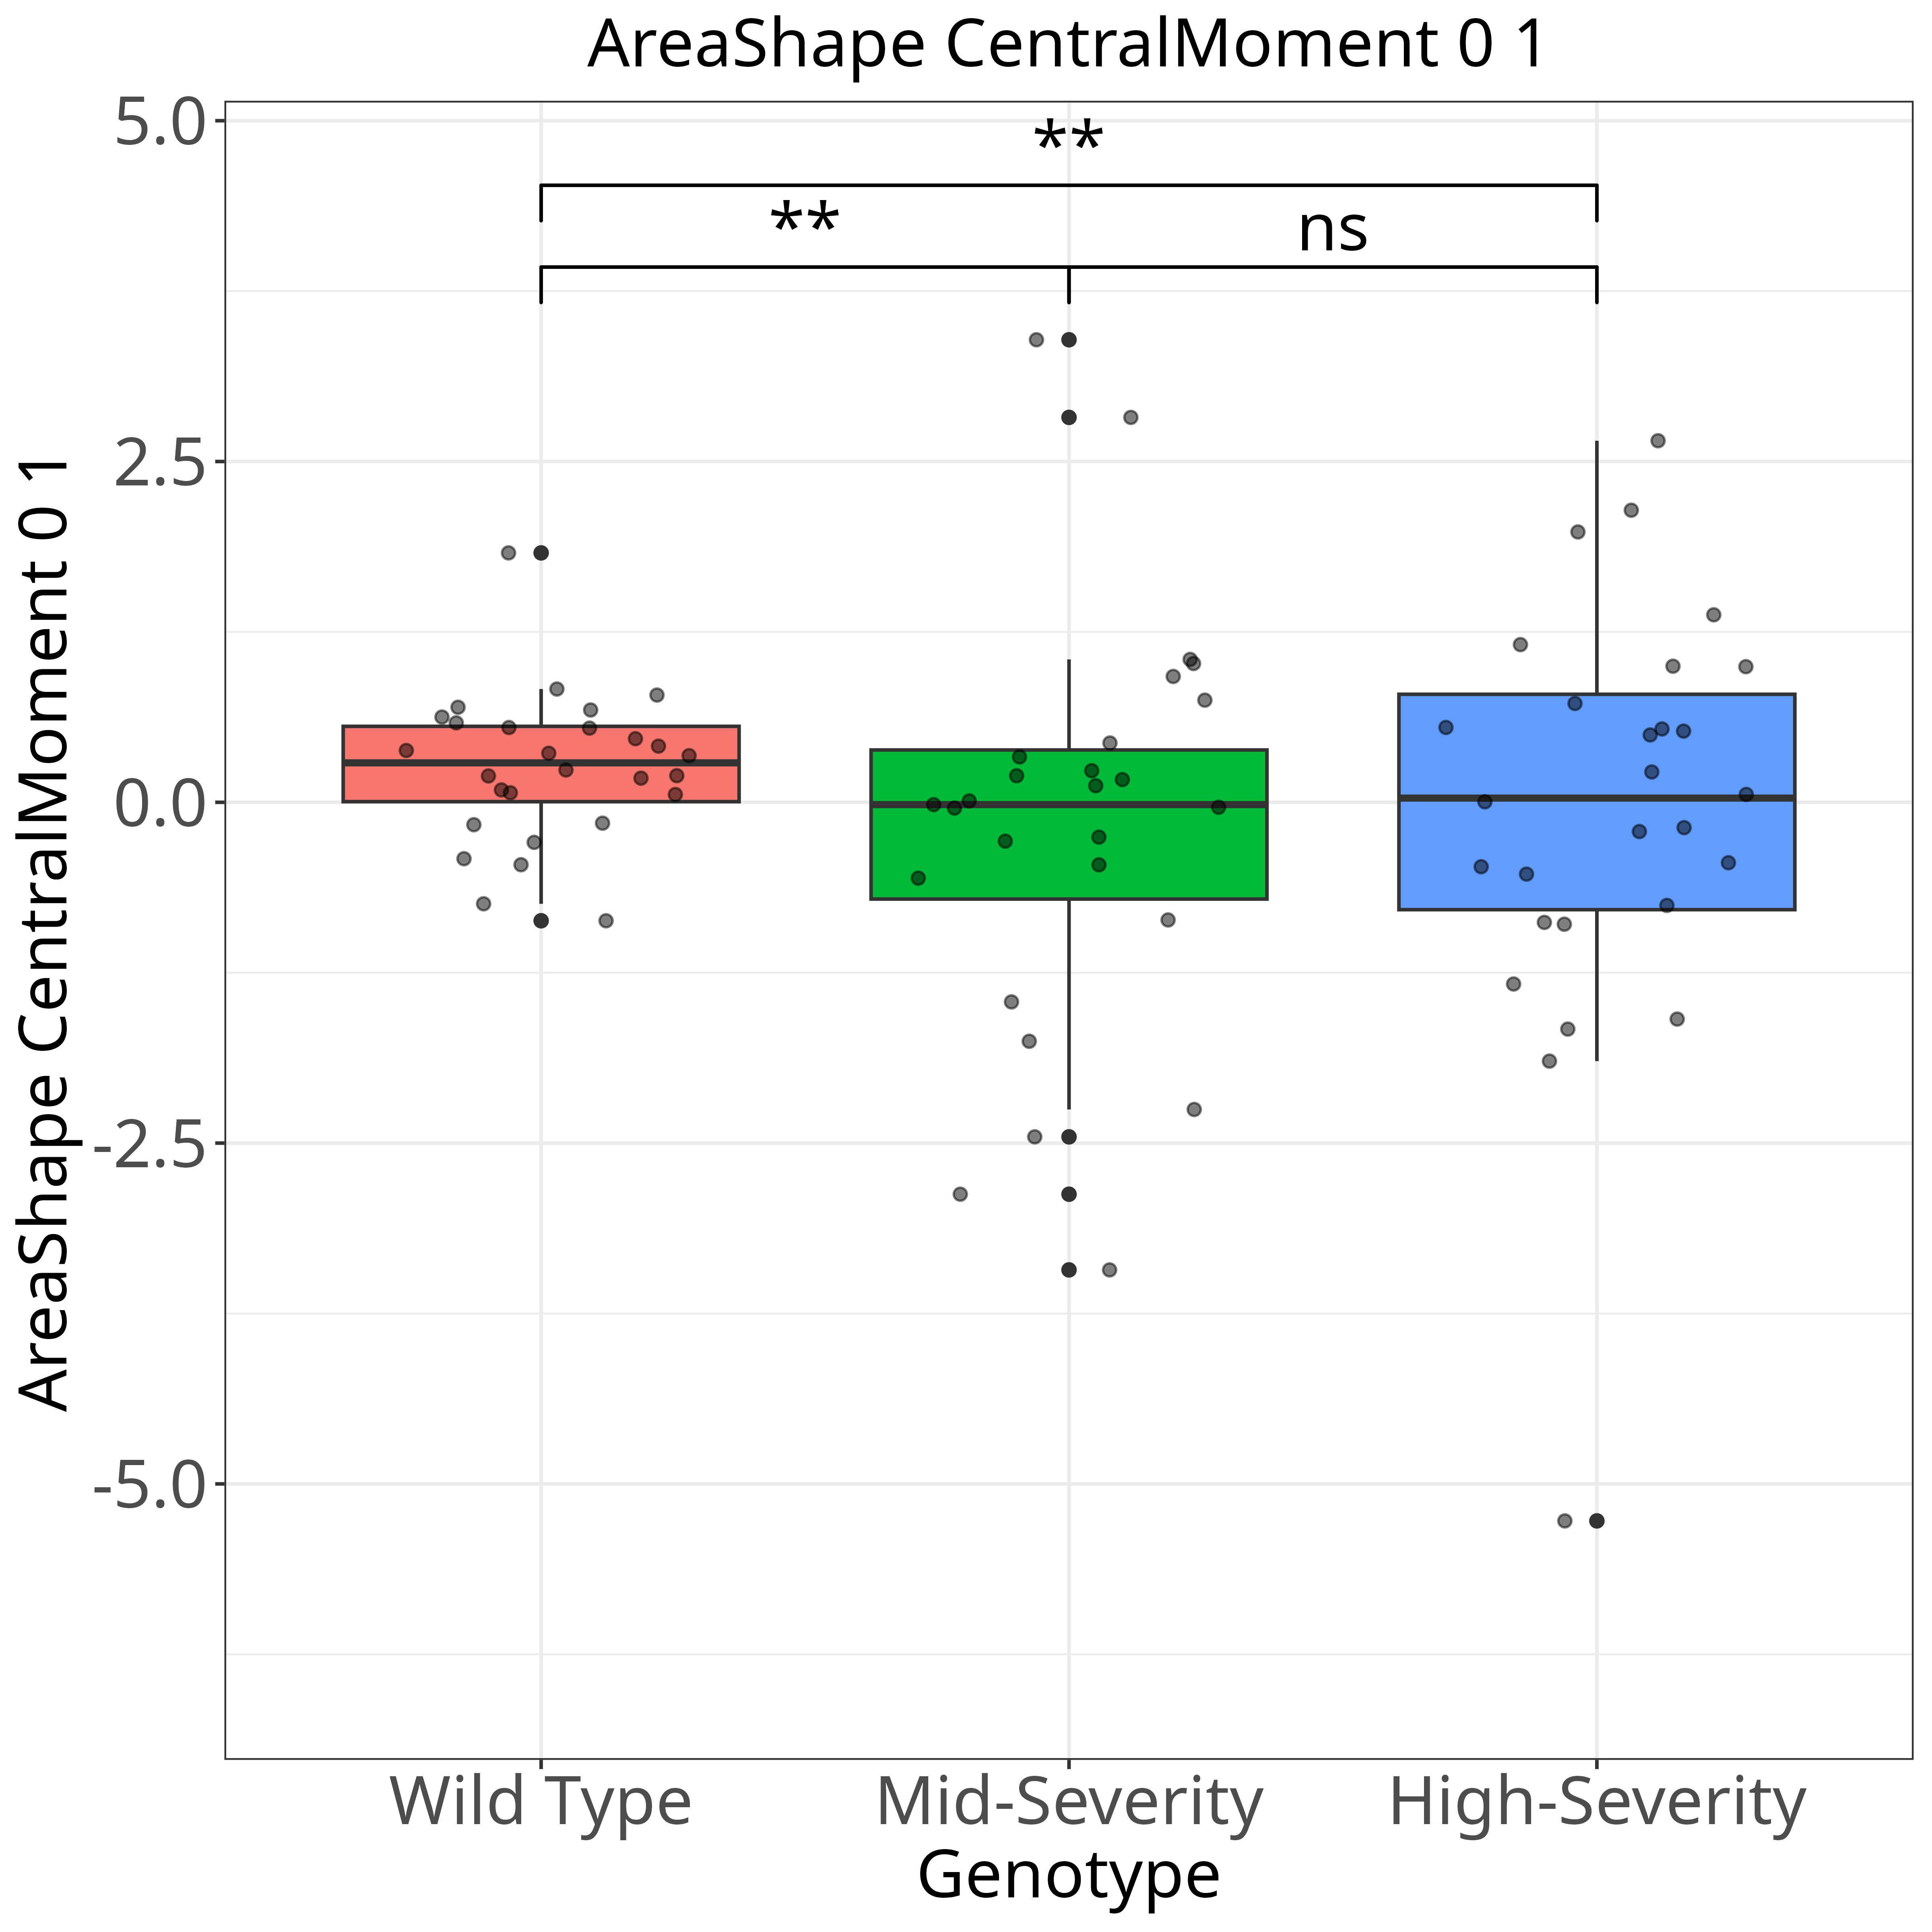 AreaShape CentralMoment 0 1
AreaShape CentralMoment 0 1
5.0
2.5
0.0
-2.5
-5.0
**
**
ns
Wild Type
Mid-Severity
High-Severity
Genotype